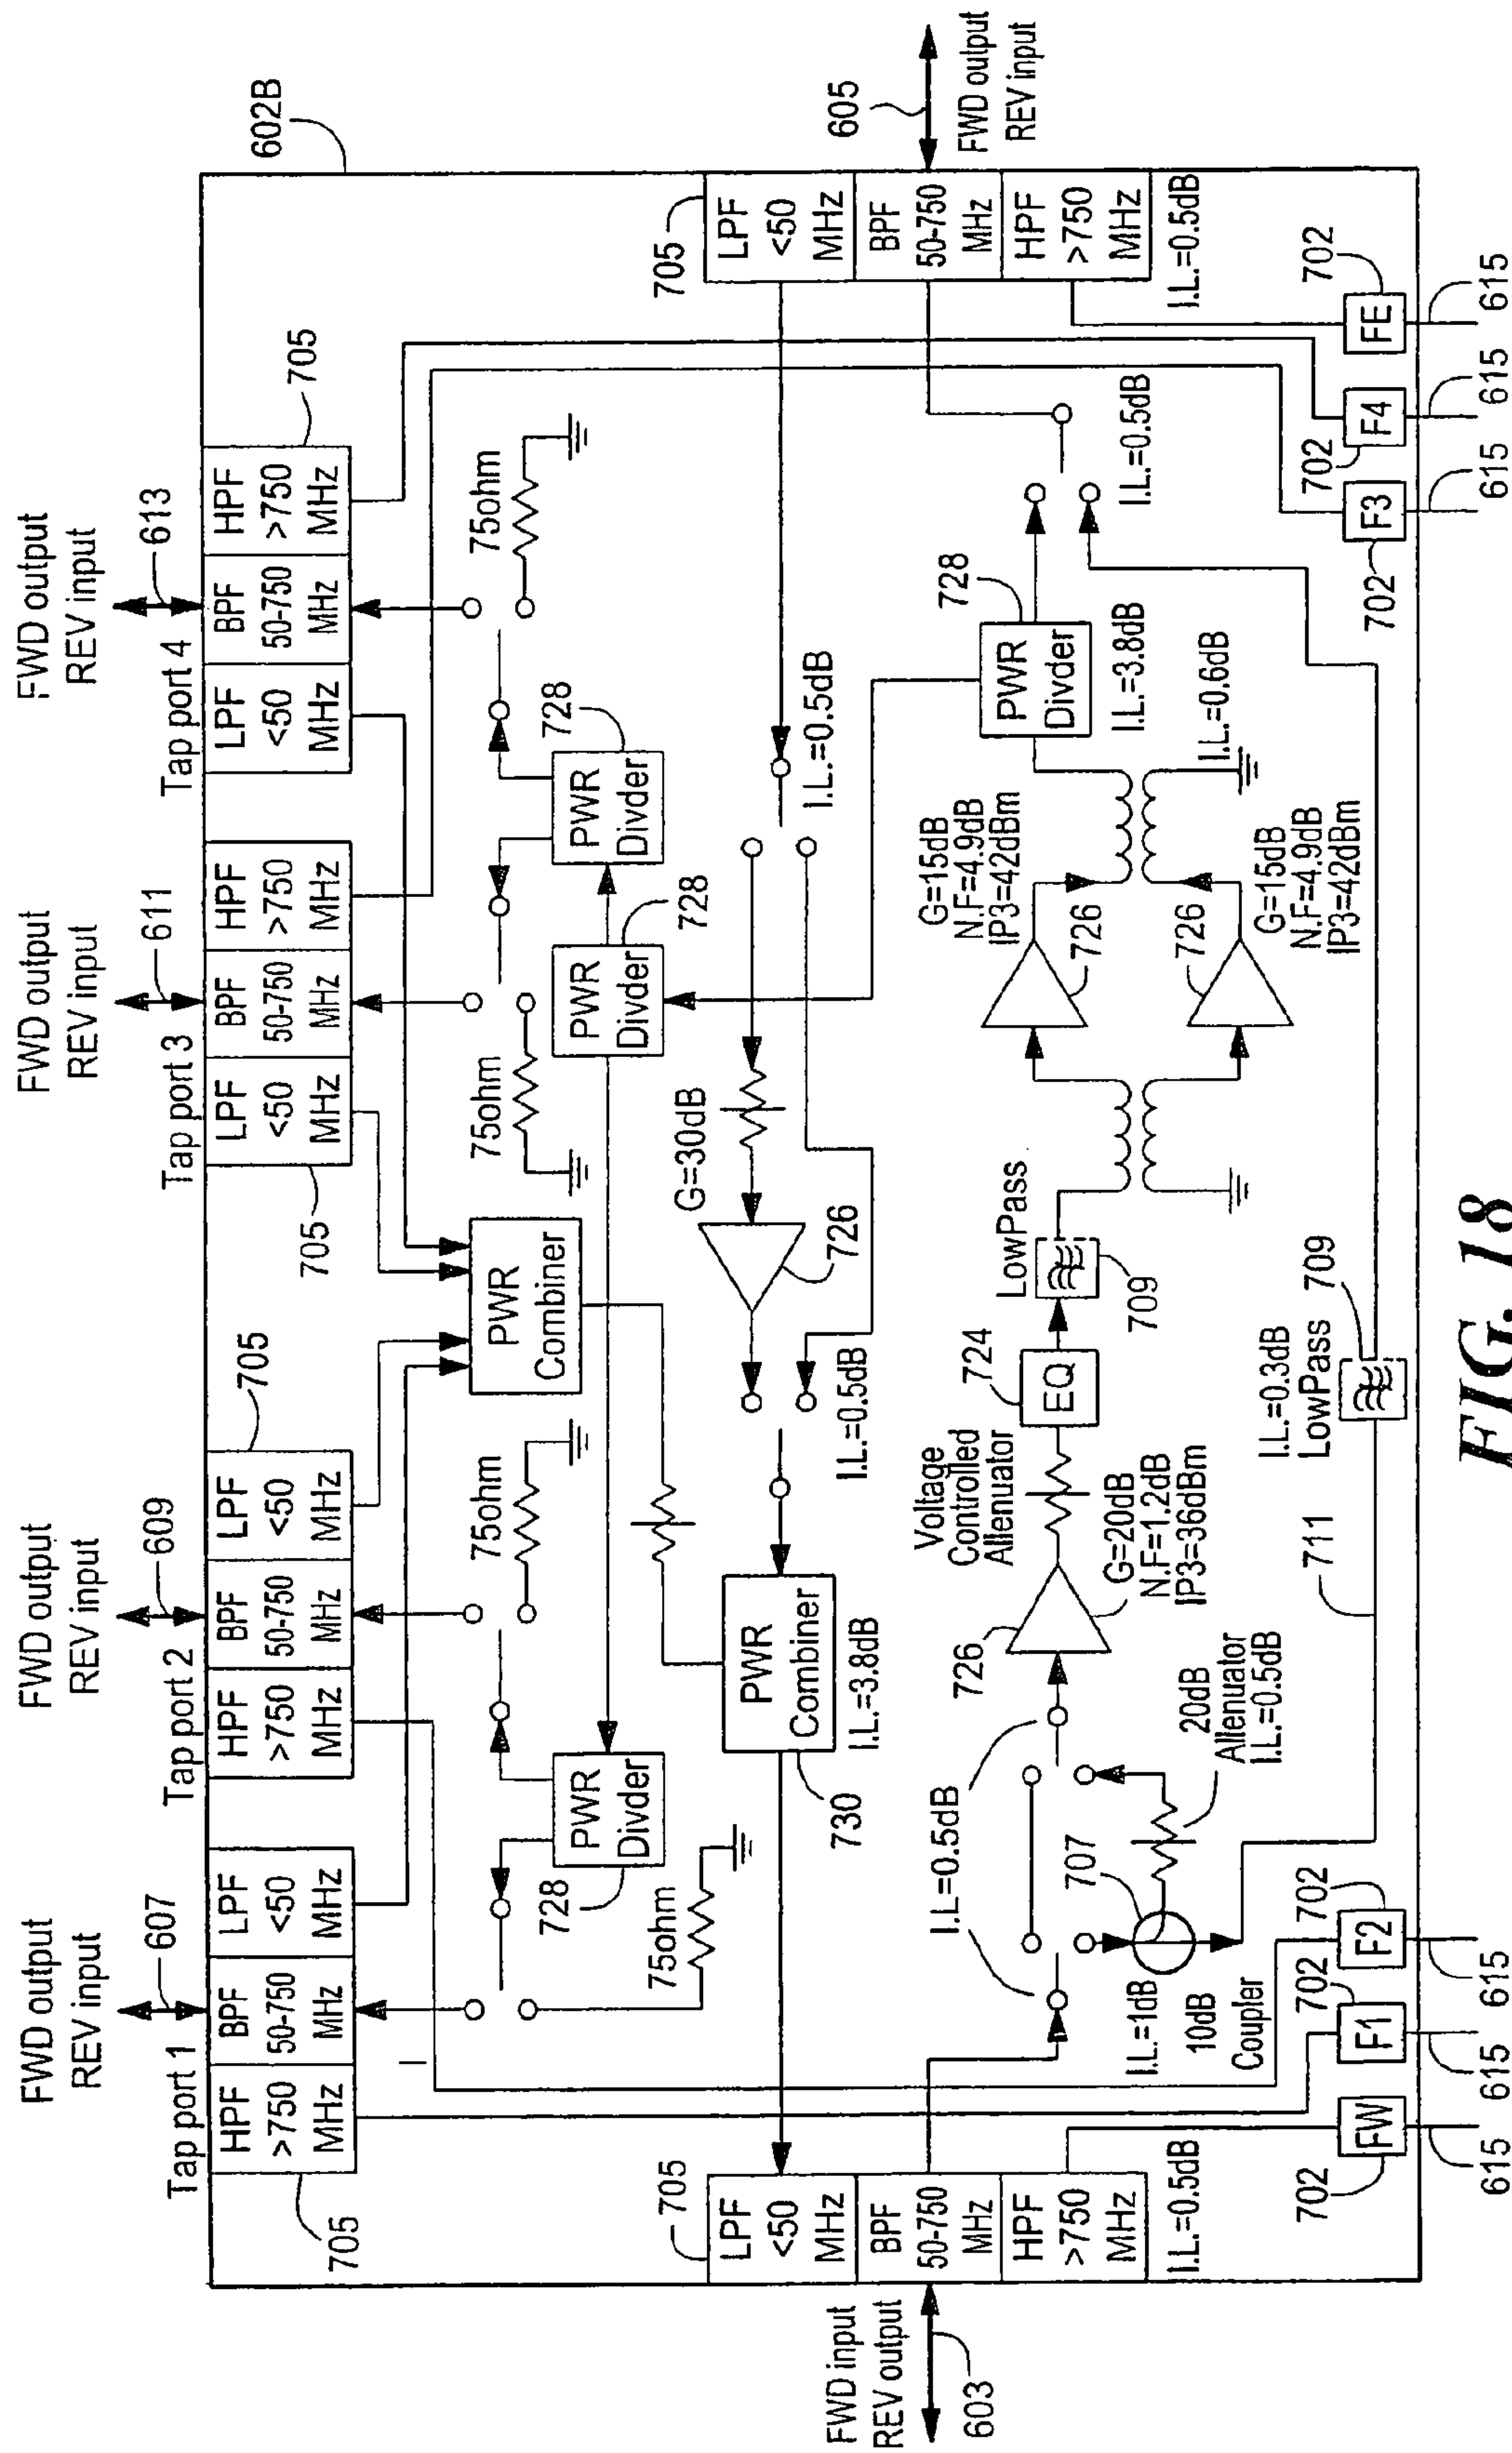 FWD output
REV input
607
Tap port 1
HPF
>750
MHz
BPF
50-750
MHz
LPF
<50
MHz
705
FWD output
REV input
609
Tap port 2
HPF
>750
MHz
BPF
50-750
MHz
LPF
<50
MHz
705
FWD output
REV input
611
Tap port 3
LPF
<50
MHz
BPF
50-750
MHz
HPF
>750
MHz
705
FWD output
REV input
613
Tap port 4
LPF
<50
MHz
BPF
50-750
MHz
HPF
>750
MHz
705
602B
75ohm
75ohm
75ohm
75ohm
PWR
Combiner
PWR
Divder
728
PWR
Divder
728
PWR
Divder
728
705
LPF
<50
MHz
BPF
50-750
MHz
HPF
>750
MHz
I.L.=0.5dB
FWD input
REV output
603
PWR
Combiner
I.L.=3.8dB
730
I.L.=0.5dB
G=30dB
726
I.L.=0.5dB
705
LPF
<50
MHz
BPF
50-750
MHz
HPF
>750
MHz
I.L.=0.5dB
605
FWD output
REV input
I.L.=0.5dB
I.L.=1dB
10dB
Coupler
707
20dB
Allenuator
I.L.=0.5dB
726
G=20dB
N.F=1.2dB
IP3=36dBm
Voltage
Controlled
Allenuator
724
EQ
LowPass
709
G=15dB
N.F=4.9dB
IP3=42dBm
726
726
G=15dB
N.F=4.9dB
IP3=42dBm
I.L.=0.6dB
PWR
Divder
728
I.L.=3.8dB
I.L.=0.5dB
711
I.L.=0.3dB
LowPass
709
702
FW
615
702
F1
615
702
F2
615
702
F3
615
702
F4
615
702
FE
615
FIG. 18